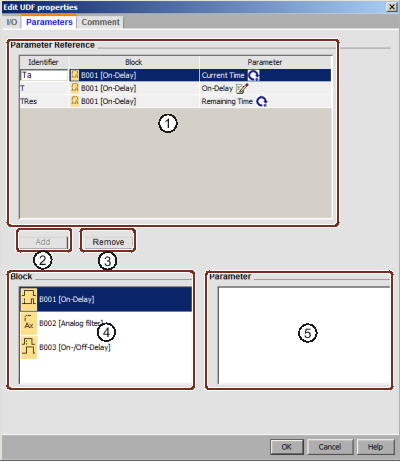 Edit UDF properties
I/O Parameters Comment
Parameter Reference
Identifier Block Parameter
Ta B001 [On-Delay] Current Time
T B001 [On-Delay] On-Delay
TRes B001 [On-Delay] Remaining Time
1
Add Remove
2 3
Block Parameter
B001 [On-Delay]
Ax B002 [Analog filter] 4 5
B003 [On-/Off-Delay]
OK Cancel Help